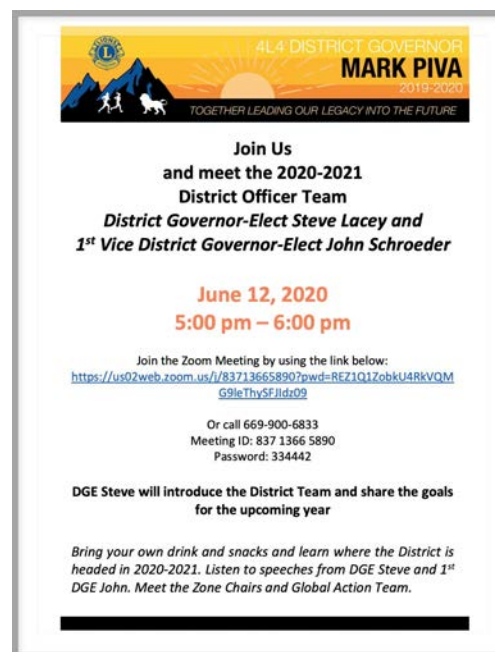 LIONS
L
4L4 DISTRICT GOVERNOR
MARK PIVA
2019-2020
TOGETHER LEADING OUR LEGACY INTO THE FUTURE
Join Us
and meet the 2020-2021
District Officer Team
District Governor-Elect Steve Lacey and
1st Vice District Governor-Elect John Schroeder
June 12, 2020
5:00 pm – 6:00 pm
Join the Zoom Meeting by using the link below:
https://us02web.zoom.us/j/83713665890?pwd=REZ1Q1ZobkU4RkVQM
G9leThySFJIdz09
Or call 669-900-6833
Meeting ID: 837 1366 5890
Password: 334442
DGE Steve will introduce the District Team and share the goals
for the upcoming year
Bring your own drink and snacks and learn where the District is
headed in 2020-2021. Listen to speeches from DGE Steve and 1st
DGE John. Meet the Zone Chairs and Global Action Team.